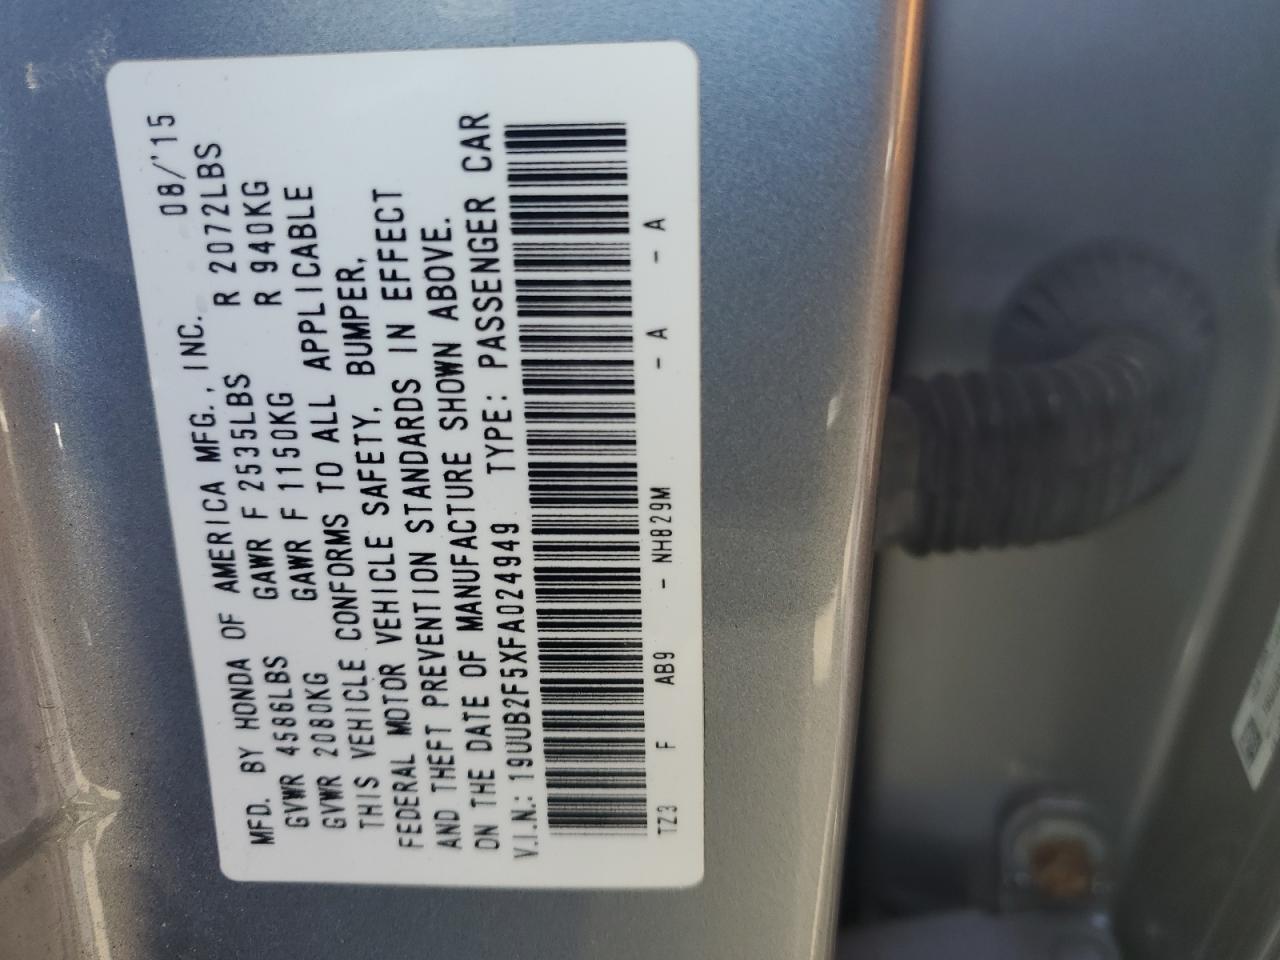 MFD. BY HONDA OF AMERICA MFG., INC. 08/'15
GVWR 4586LBS GAWR F 2535LBS R 2072LBS
GVWR 2080KG GAWR F 1150KG R 940KG
THIS VEHICLE CONFORMS TO ALL APPLICABLE
FEDERAL MOTOR VEHICLE SAFETY, BUMPER,
AND THEFT PREVENTION STANDARDS IN EFFECT
ON THE DATE OF MANUFACTURE SHOWN ABOVE.
V.I.N.: 19UUB2F5XFA024949 TYPE: PASSENGER CAR
TZ3 F AB9 - NH829M - A - A